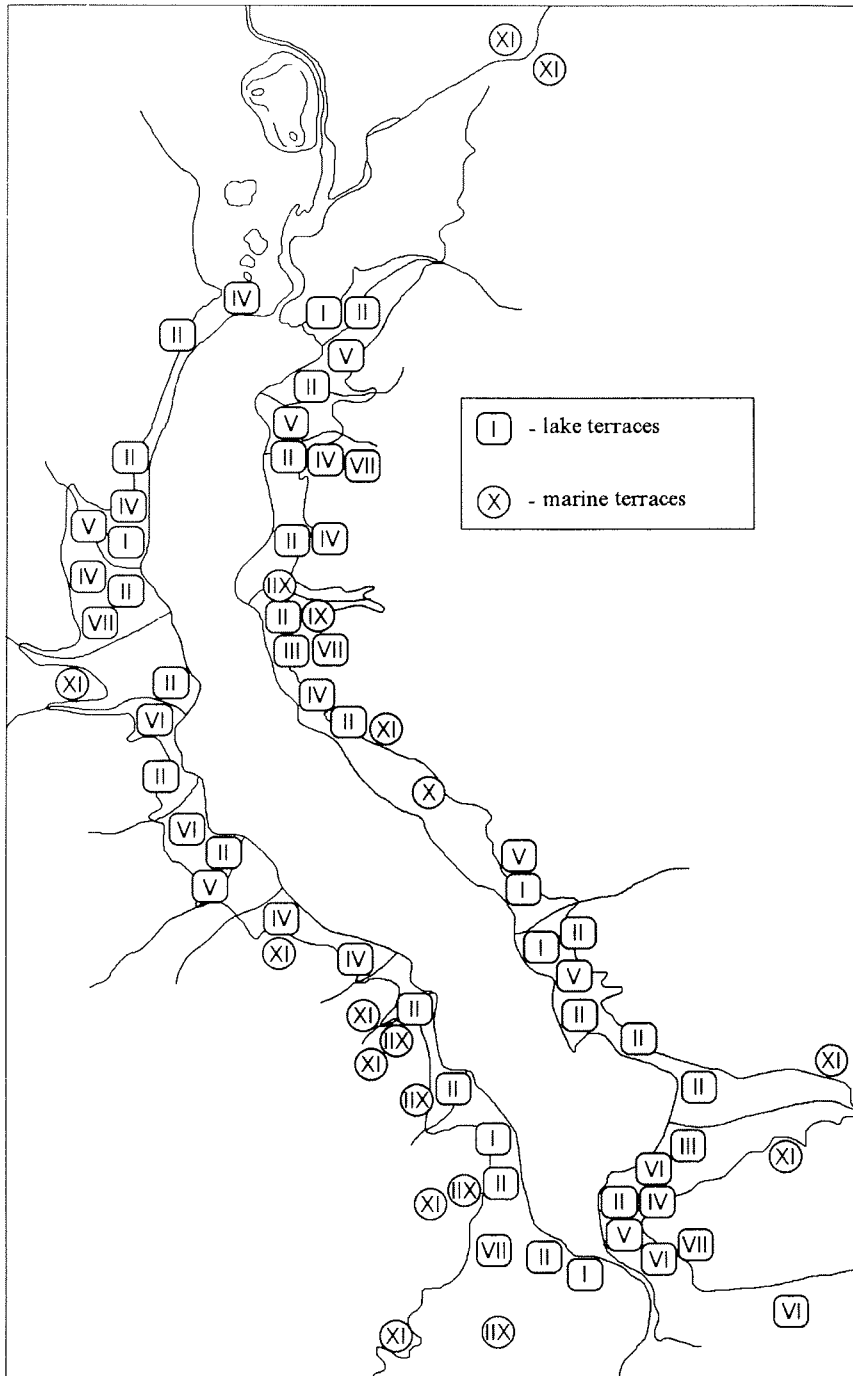 XI
XI
IV
I II
II
V
II
V
II IV VII
II
IV
V I
II IV
IV II
IIX
VII
II IX
III VII
XI II
IV
VI
II XI
II
X
VI
II
V
V
I
IV
XI
II
I
IV
V
XI II
II
IIX
II
XI
XI
II
II
IIX
I
III
XI
VI
II
IIX
XI
II IV
V
VII II
VI VII
I
VI
XI IIX
I - lake terraces
X - marine terraces